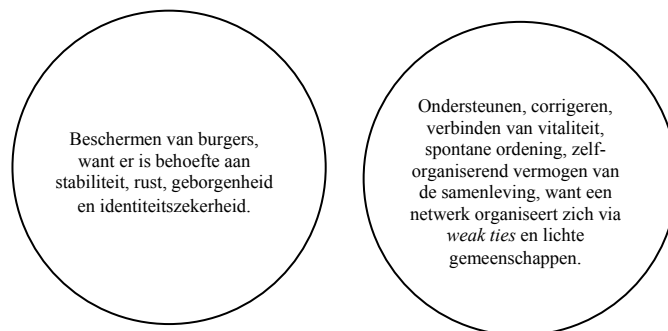 Beschermen van burgers,
want er is behoefte aan
stabiliteit, rust, geborgenheid
en identiteitszekerheid.
Ondersteunen, corrigeren,
verbinden van vitaliteit,
spontane ordening, zelf-
organiserend vermogen van
de samenleving, want een
netwerk organiseert zich via
weak ties en lichte
gemeenschappen.